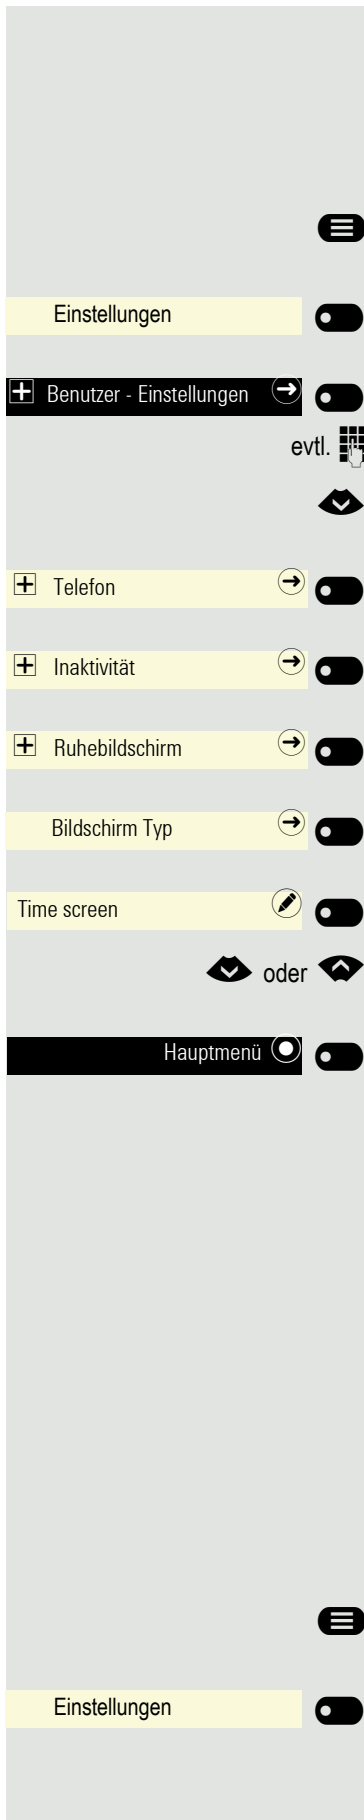 Einstellungen
Benutzer - Einstellungen
evtl.
Telefon
Inaktivität
Ruhebildschirm
Bildschirm Typ
Time screen
oder
Hauptmenü
Einstellungen